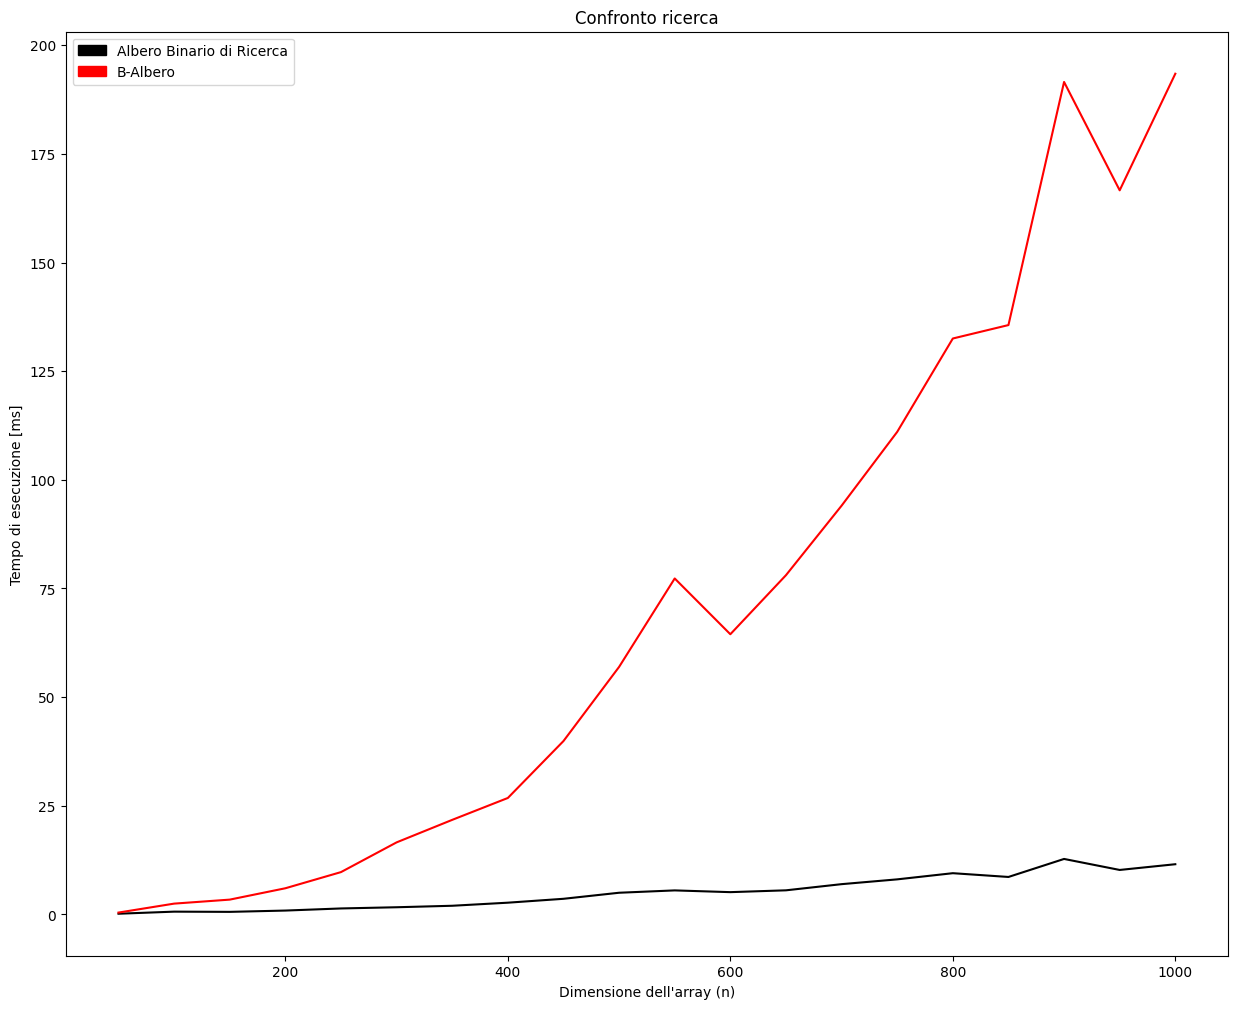 Confronto ricerca
Albero Binario di Ricerca
B-Albero
Tempo di esecuzione [ms]
200
175
150
125
100
75
50
25
0
200 400 600 800 1000
Dimensione dell'array (n)